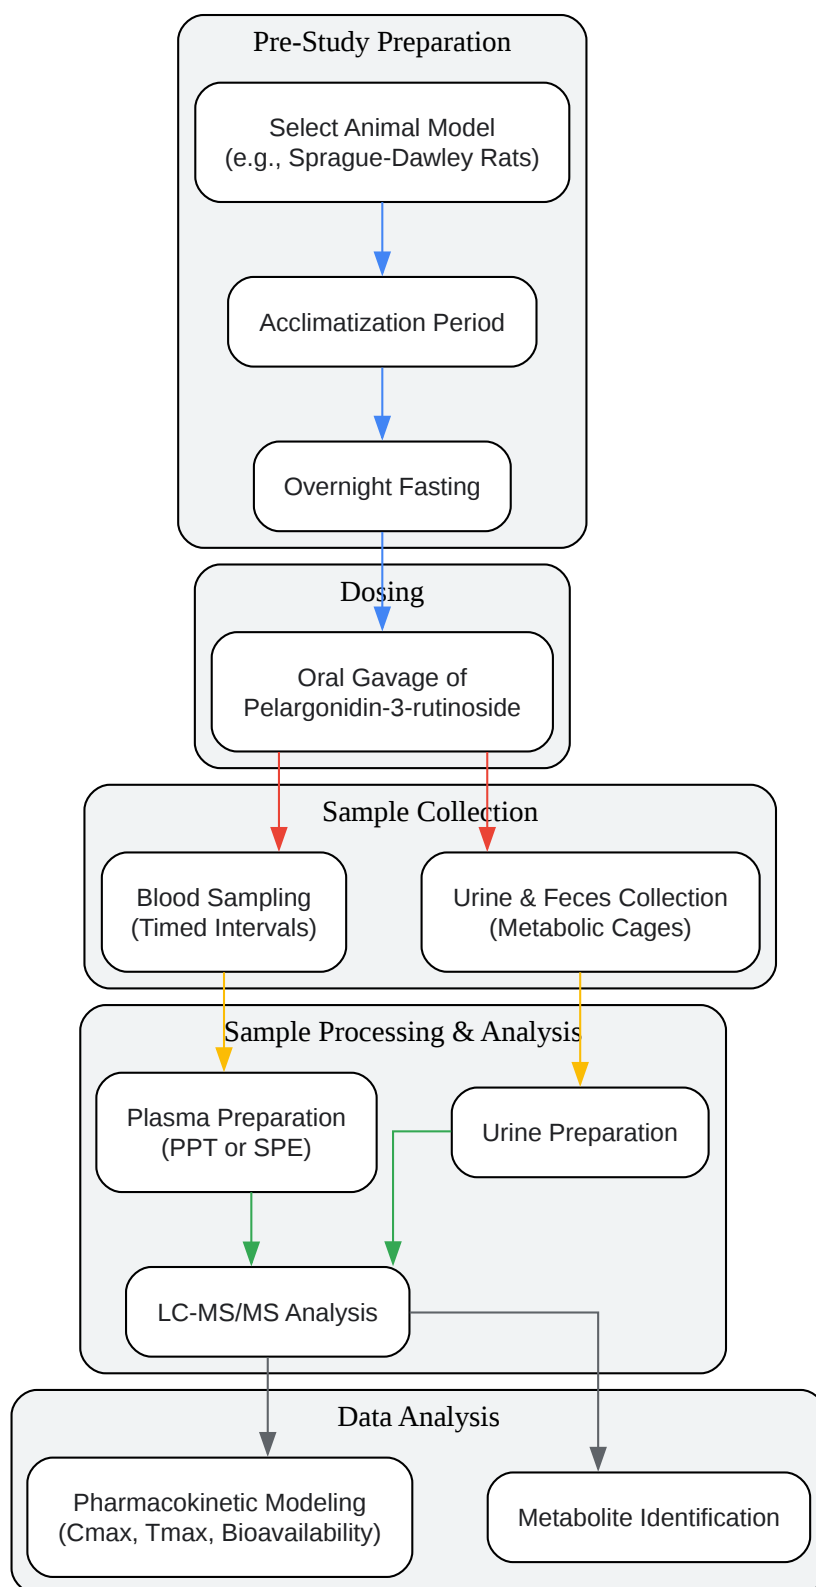 Pre-Study Preparation
Select Animal Model
(e.g., Sprague-Dawley Rats)
Acclimatization Period
Overnight Fasting
Dosing
Oral Gavage of
Pelargonidin-3-rutinoside
Sample Collection
Blood Sampling
(Timed Intervals)
Urine & Feces Collection
(Metabolic Cages)
Sample Processing & Analysis
Plasma Preparation
(PPT or SPE)
Urine Preparation
LC-MS/MS Analysis
Data Analysis
Pharmacokinetic Modeling
(Cmax, Tmax, Bioavailability)
Metabolite Identification